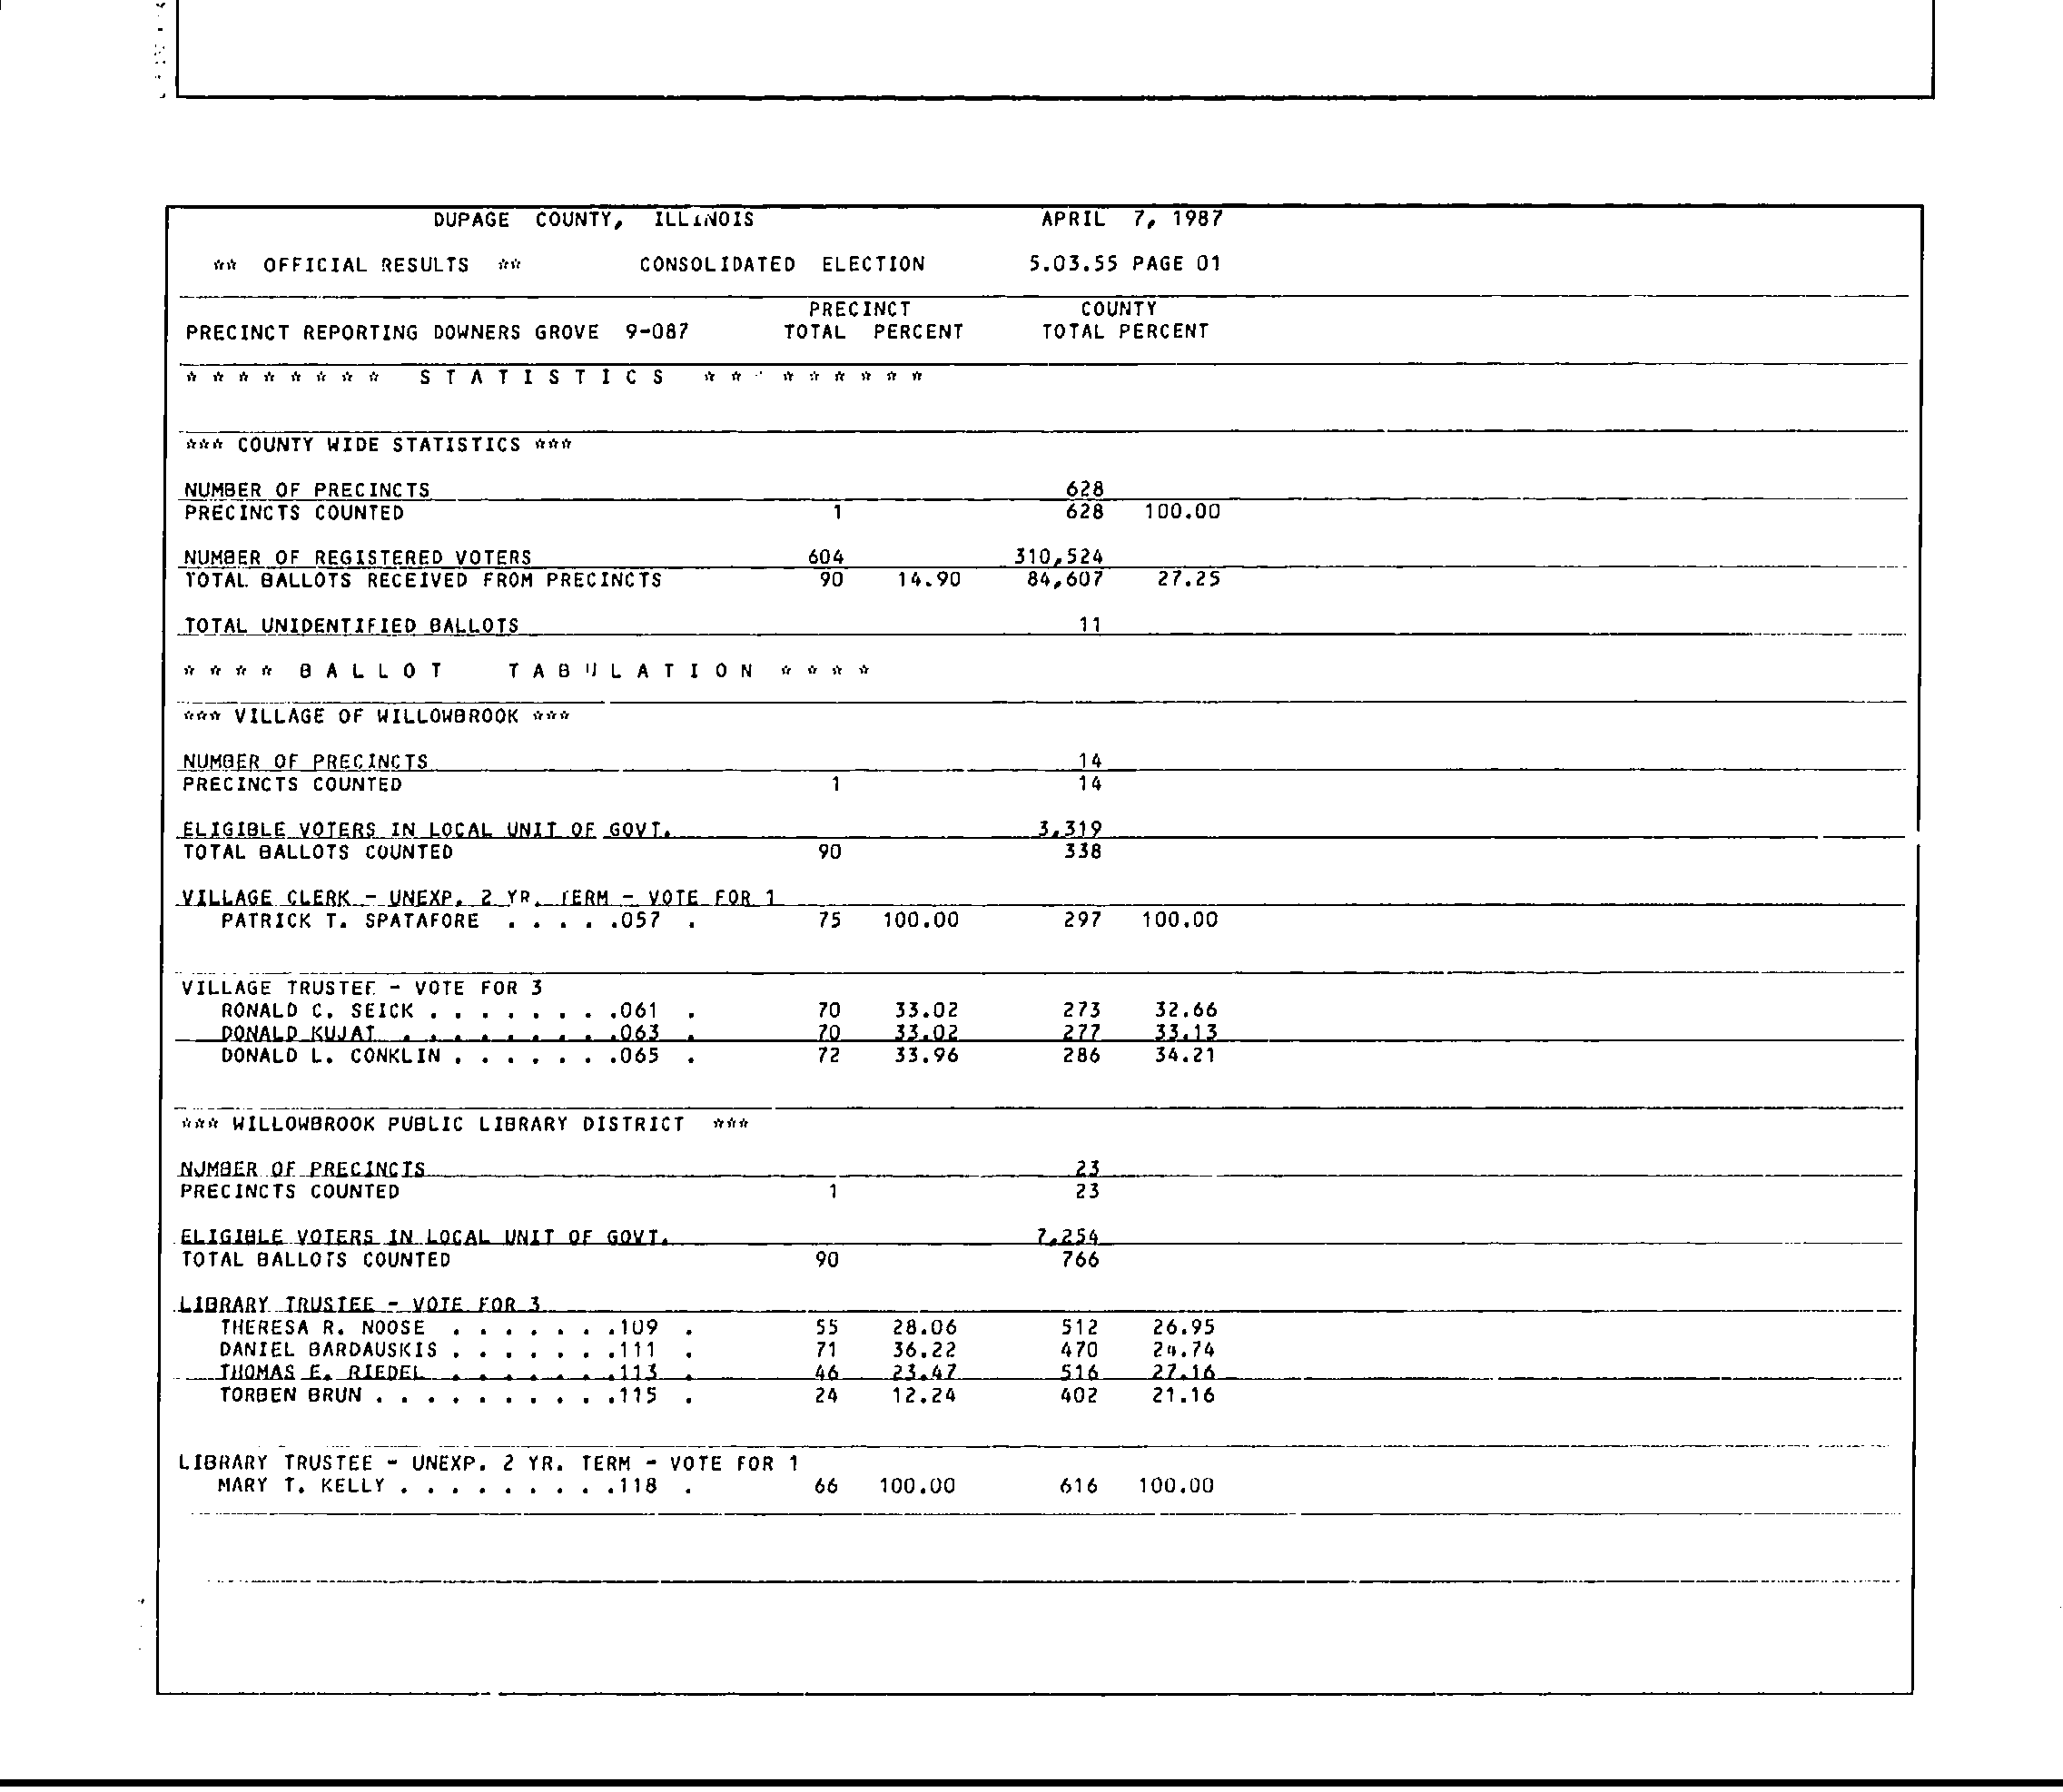 DUPAGE COUNTY, ILLINOIS APRIL 7, 1987
** OFFICIAL RESULTS ** CONSOLIDATED ELECTION 5.03.55 PAGE 01
PRECINCT COUNTY
PRECINCT REPORTING DOWNERS GROVE 9-087 TOTAL PERCENT TOTAL PERCENT
* * * * * * * * S T A T I S T I C S * * * * * * * *
*** COUNTY WIDE STATISTICS ***
NUMBER OF PRECINCTS 628
PRECINCTS COUNTED 1 628 100.00
NUMBER OF REGISTERED VOTERS 604 310,524
TOTAL BALLOTS RECEIVED FROM PRECINCTS 90 14.90 84,607 27.25
TOTAL UNIDENTIFIED BALLOTS 11
* * * * B A L L O T T A B U L A T I O N * * * *
*** VILLAGE OF WILLOWBROOK ***
NUMBER OF PRECINCTS 14
PRECINCTS COUNTED 1 14
ELIGIBLE VOTERS IN LOCAL UNIT OF GOVT. 3,319
TOTAL BALLOTS COUNTED 90 338
VILLAGE CLERK - UNEXP. 2 YR. TERM - VOTE FOR 1
PATRICK T. SPATAFORE . . . . .057 . 75 100.00 297 100.00
VILLAGE TRUSTEE - VOTE FOR 3
RONALD C. SEICK . . . . . . . .061 . 70 33.02 273 32.66
DONALD KUJAT . . . . . . . . .063 . 70 33.02 277 33.13
DONALD L. CONKLIN . . . . . . .065 . 72 33.96 286 34.21
*** WILLOWBROOK PUBLIC LIBRARY DISTRICT ***
NUMBER OF PRECINCTS 23
PRECINCTS COUNTED 1 23
ELIGIBLE VOTERS IN LOCAL UNIT OF GOVT. 7,254
TOTAL BALLOTS COUNTED 90 766
LIBRARY TRUSTEE - VOTE FOR 3
THERESA R. NOOSE . . . . . . .109 . 55 28.06 512 26.95
DANIEL BARDAUSKIS . . . . . . .111 . 71 36.22 470 24.74
THOMAS E. RIEDEL . . . . . . .113 . 46 23.47 516 27.16
TORBEN BRUN . . . . . . . . . .115 . 24 12.24 402 21.16
LIBRARY TRUSTEE - UNEXP. 2 YR. TERM - VOTE FOR 1
MARY T. KELLY . . . . . . . . .118 . 66 100.00 616 100.00